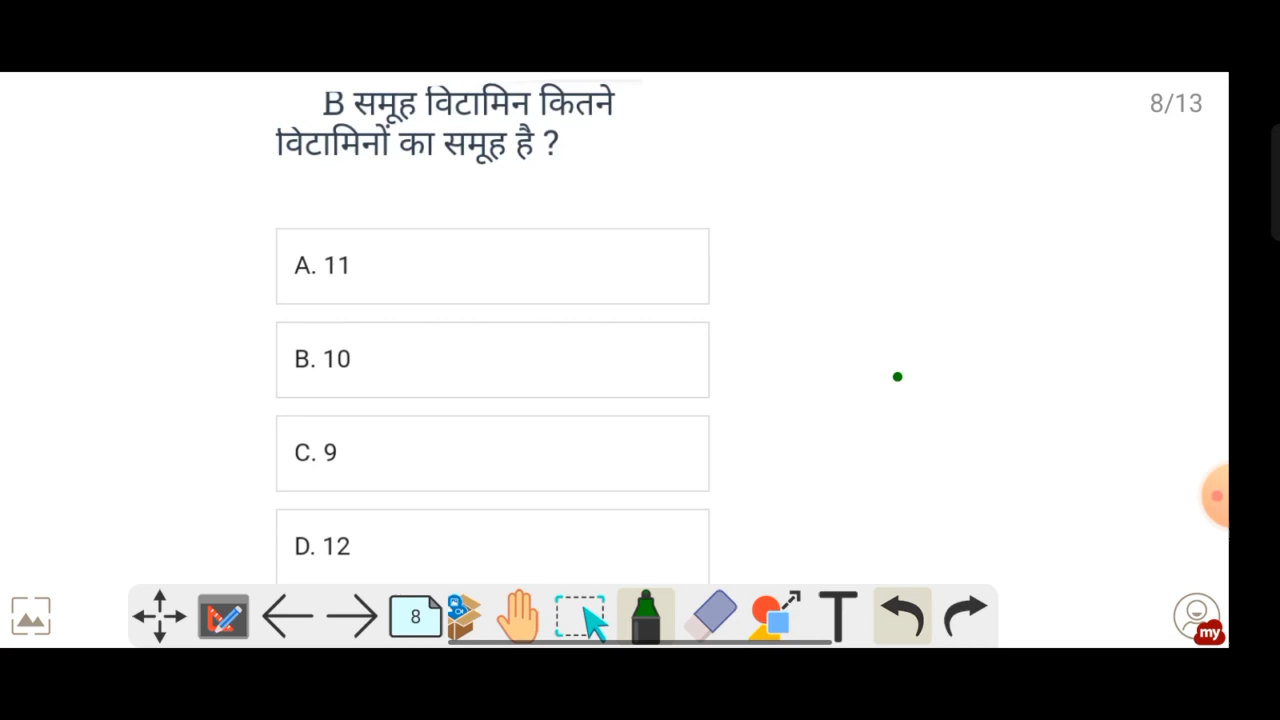 B समूह विटामिन कितने
विटामिनों का समूह है ?
8/13
A. 11
B. 10
C. 9
D. 12
8
T
my